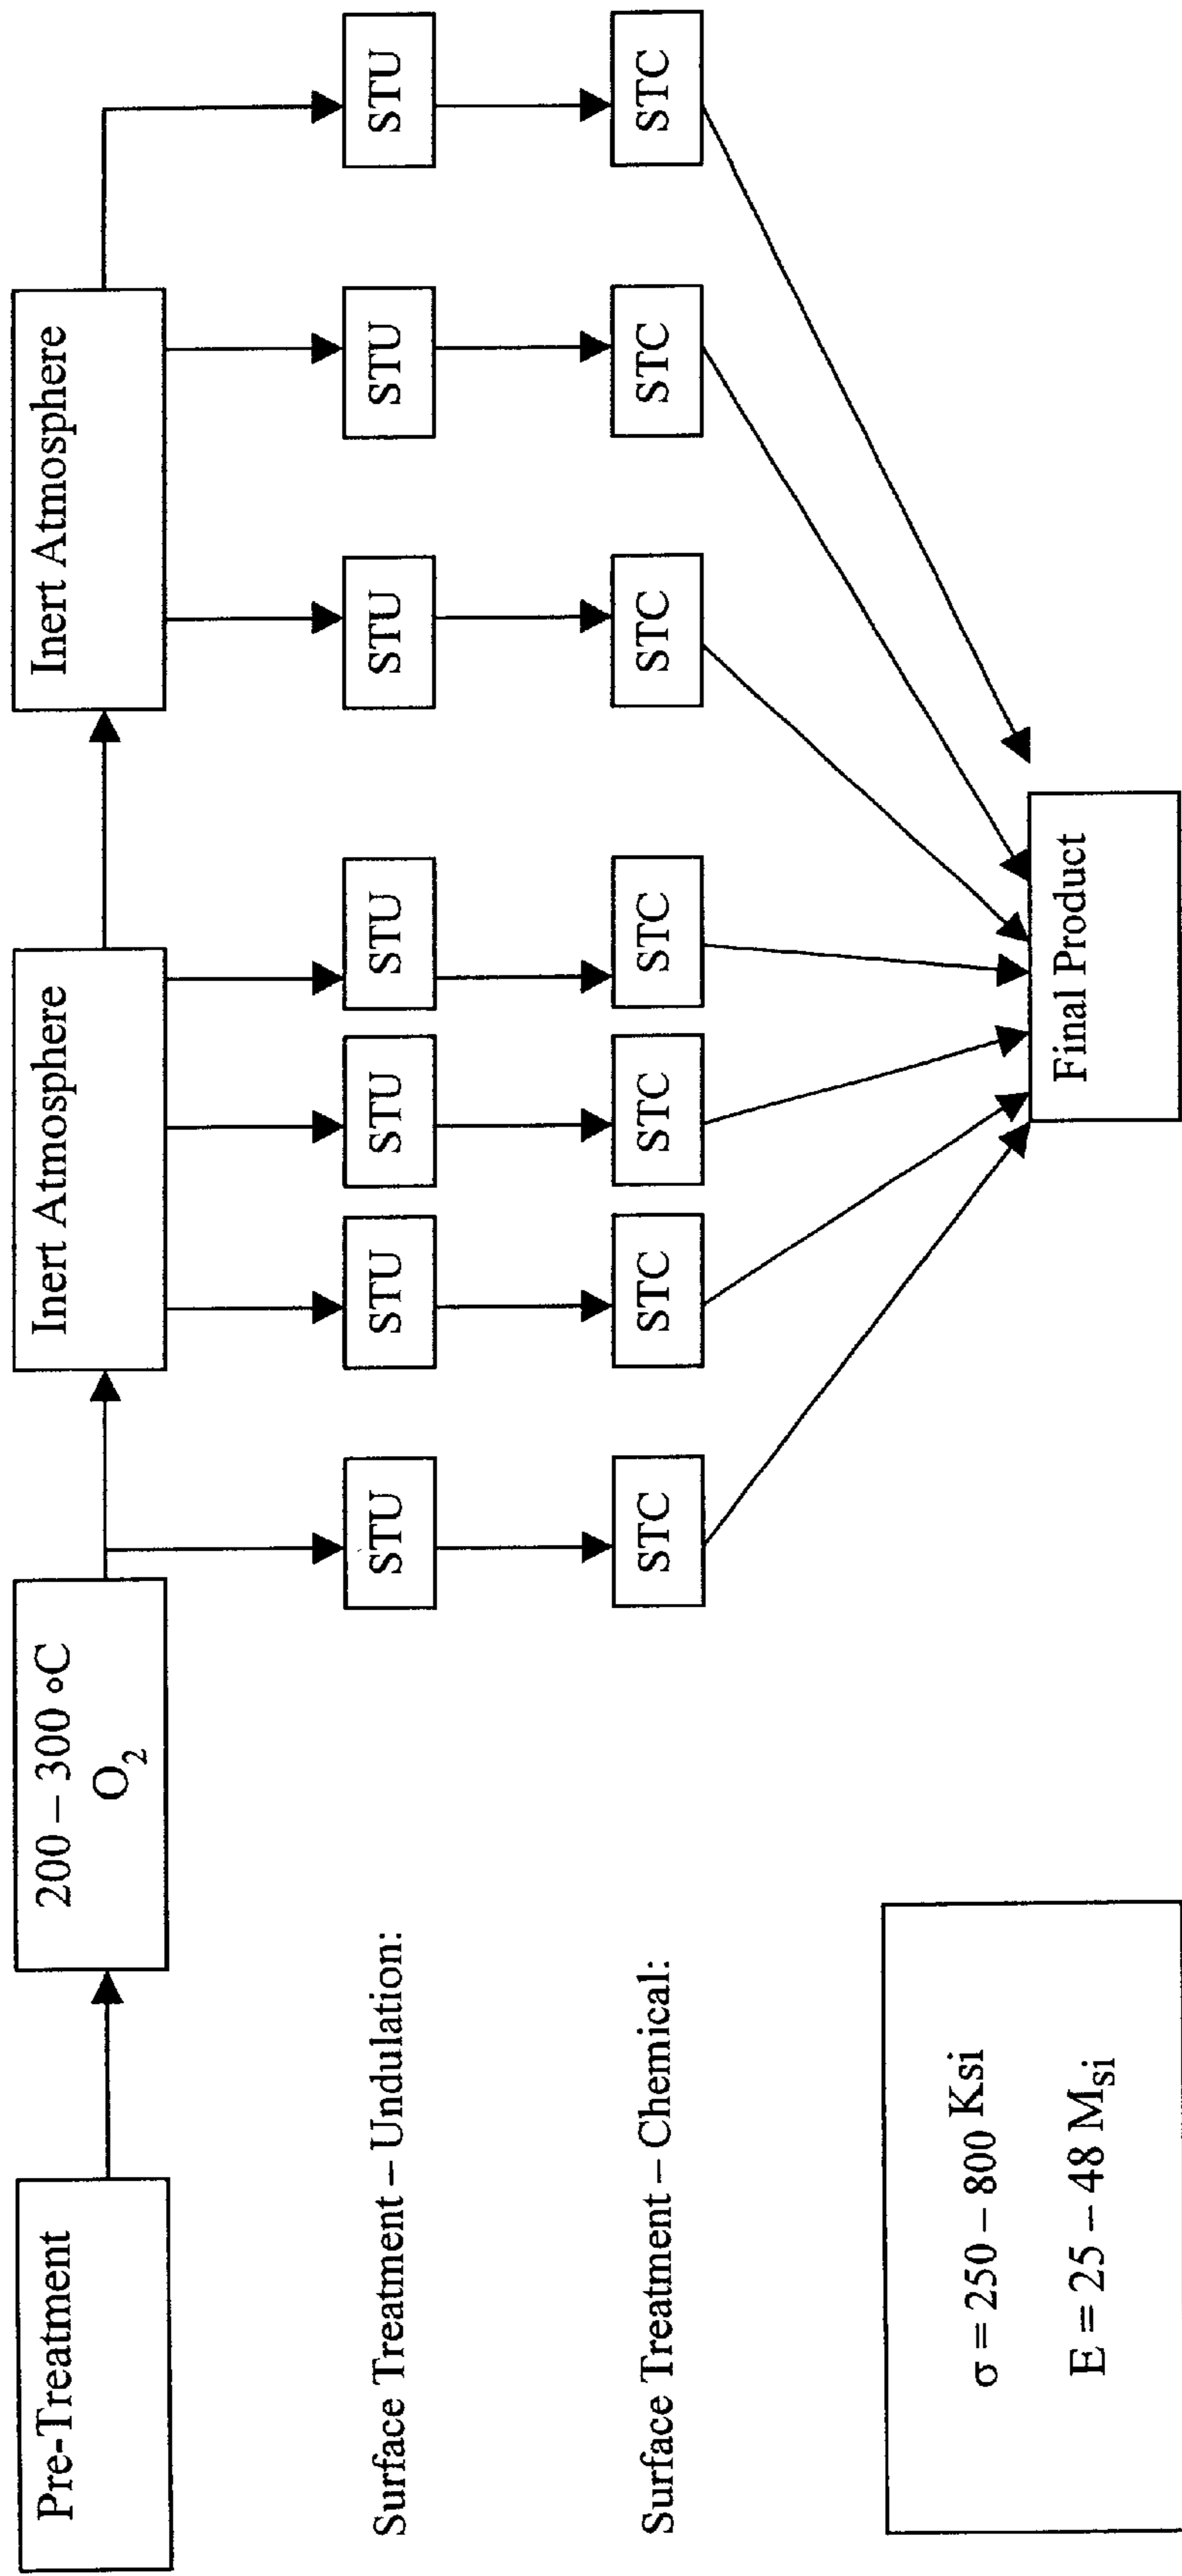 Pre-Treatment
200 – 300 °C
O₂
Inert Atmosphere
Inert Atmosphere
Surface Treatment – Undulation:
STU
STU
STU
STU
STU
STU
STU
Surface Treatment – Chemical:
STC
STC
STC
STC
STC
STC
STC
σ = 250 – 800 Ksi
E = 25 – 48 Msi
Final Product